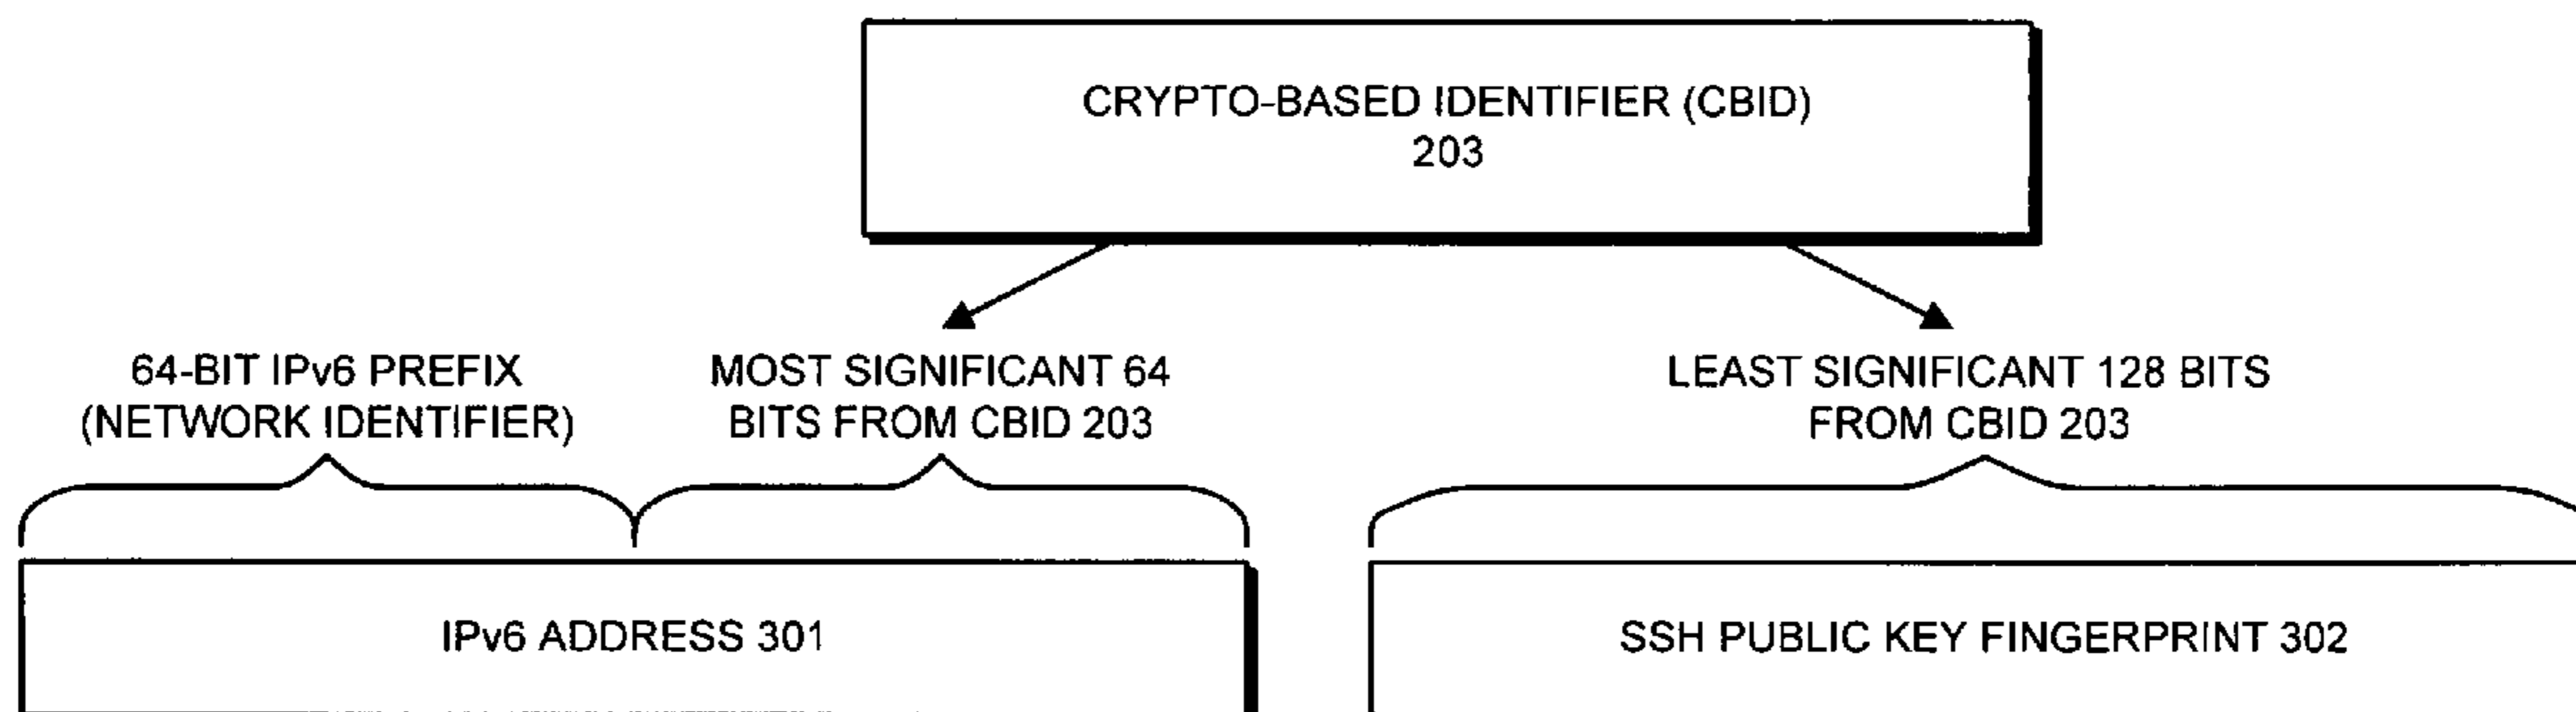 CRYPTO-BASED IDENTIFIER (CBID)
203
64-BIT IPv6 PREFIX
(NETWORK IDENTIFIER)
MOST SIGNIFICANT 64
BITS FROM CBID 203
LEAST SIGNIFICANT 128 BITS
FROM CBID 203
IPv6 ADDRESS 301
SSH PUBLIC KEY FINGERPRINT 302